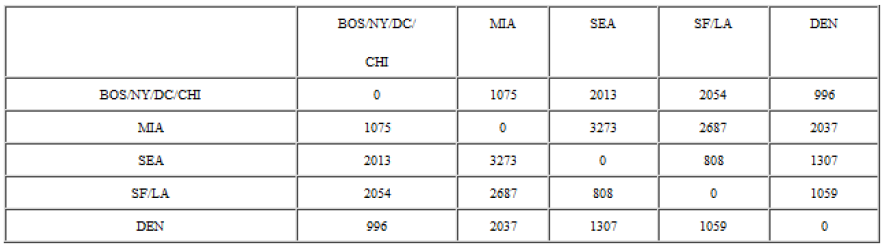 BOS/NY/DC/ MIA SEA SF/LA DEN
CHI
BOS/NY/DC/CHI 0 1075 2013 2054 996
MIA 1075 0 3273 2687 2037
SEA 2013 3273 0 808 1307
SF/LA 2054 2687 808 0 1059
DEN 996 2037 1307 1059 0